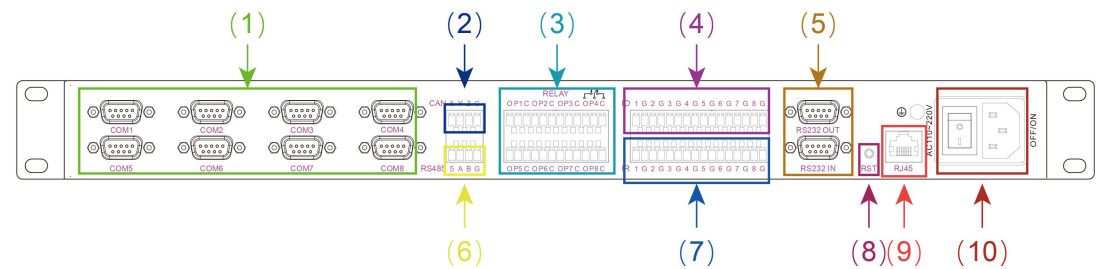 (1) (2) (3) (4) (5)
RELAY
CAN 5 Y Z G
OP1 C OP2 C OP3 C OP4 C
IO 1 G 2 G 3 G 4 G 5 G 6 G 7 G 8 G
COM1 COM2 COM3 COM4
RS232 OUT
AC110~220V
OFF/ON
COM5 COM6 COM7 COM8
RS485 5 A B G
OP5 C OP6 C OP7 C OP8 C
IR 1 G 2 G 3 G 4 G 5 G 6 G 7 G 8 G
RS232 IN
RST
RJ45
(6) (7) (8) (9) (10)